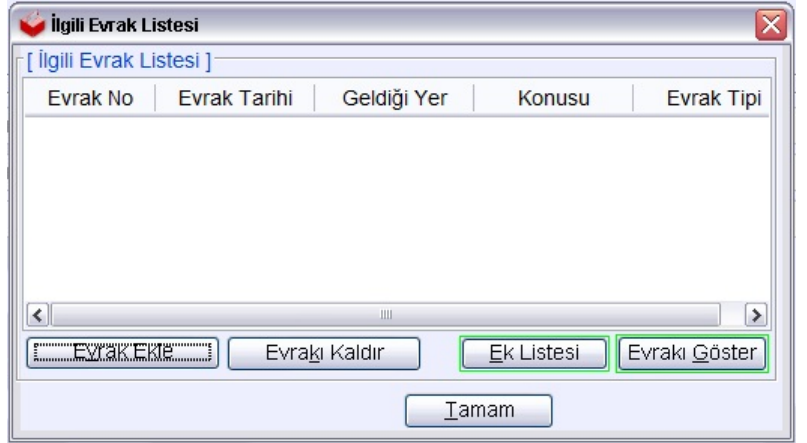 İlgili Evrak Listesi
[ İlgili Evrak Listesi ]
Evrak No Evrak Tarihi Geldiği Yer Konusu Evrak Tipi
Evrak Ekle Evrakı Kaldır Ek Listesi Evrakı Göster
Tamam